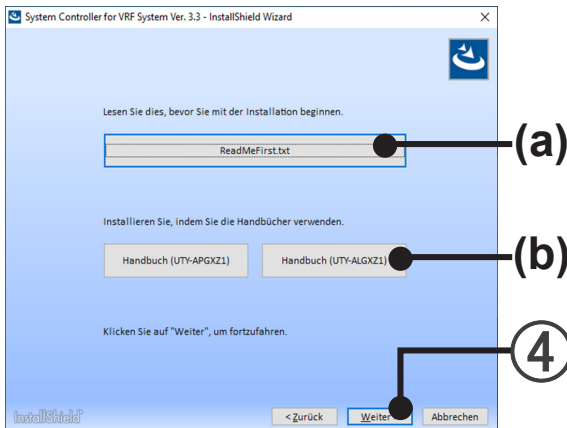 System Controller for VRF System Ver. 3.3 - InstallShield Wizard
Lesen Sie dies, bevor Sie mit der Installation beginnen.
ReadMeFirst.txt
(a)
Installieren Sie, indem Sie die Handbücher verwenden.
Handbuch (UTY-APGXZ1)
Handbuch (UTY-ALGXZ1)
(b)
Klicken Sie auf "Weiter", um fortzufahren.
4
InstallShield
< Zurück
Weiter
Abbrechen